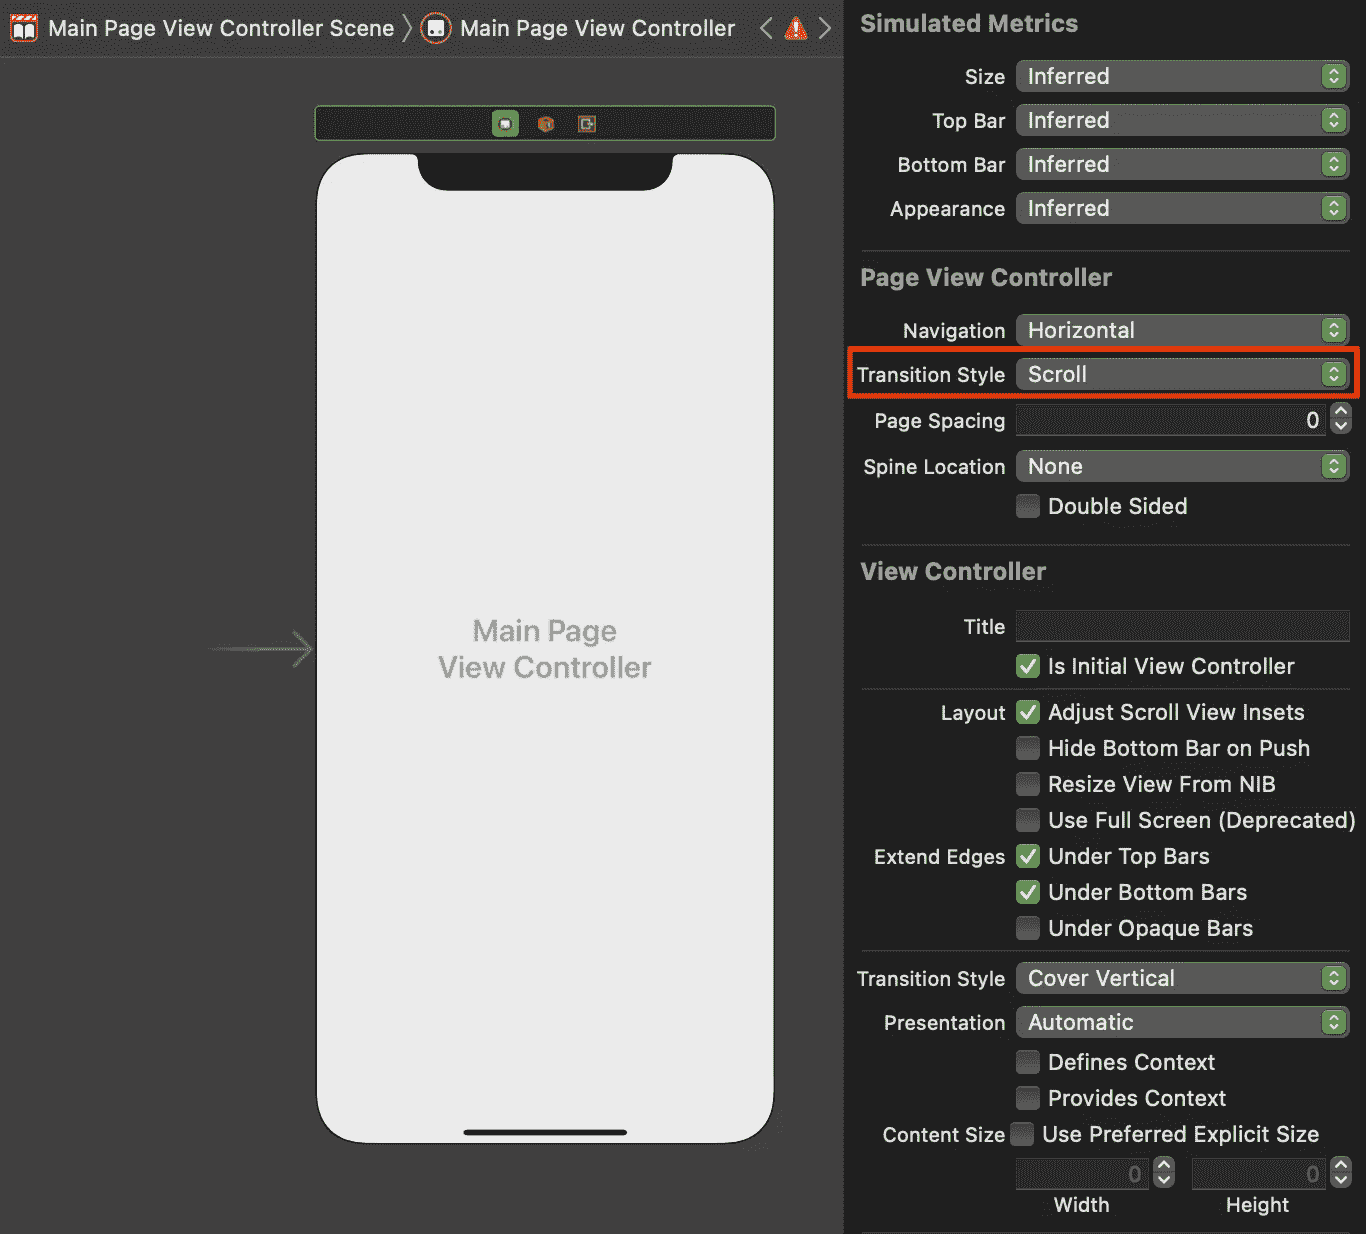 Main Page View Controller Scene
Main Page View Controller
Main Page
View Controller
Simulated Metrics
Size Inferred
Top Bar Inferred
Bottom Bar Inferred
Appearance Inferred
Page View Controller
Navigation Horizontal
Transition Style Scroll
Page Spacing 0
Spine Location None
Double Sided
View Controller
Title
Is Initial View Controller
Layout Adjust Scroll View Insets
Hide Bottom Bar on Push
Resize View From NIB
Use Full Screen (Deprecated)
Extend Edges Under Top Bars
Under Bottom Bars
Under Opaque Bars
Transition Style Cover Vertical
Presentation Automatic
Defines Context
Provides Context
Content Size Use Preferred Explicit Size
0 0
Width Height